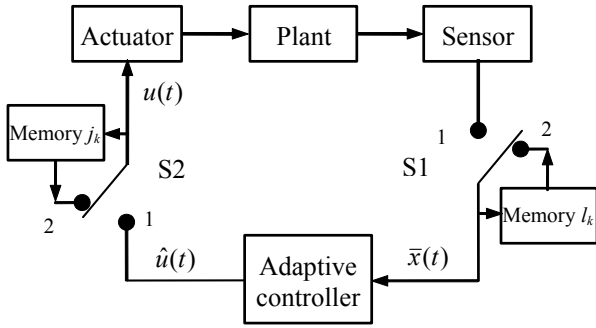 Actuator
Plant
Sensor
u(t)
Memory j_k
1
2
S2
S1
2
1
Memory l_k
û(t)
x̄(t)
Adaptive
controller